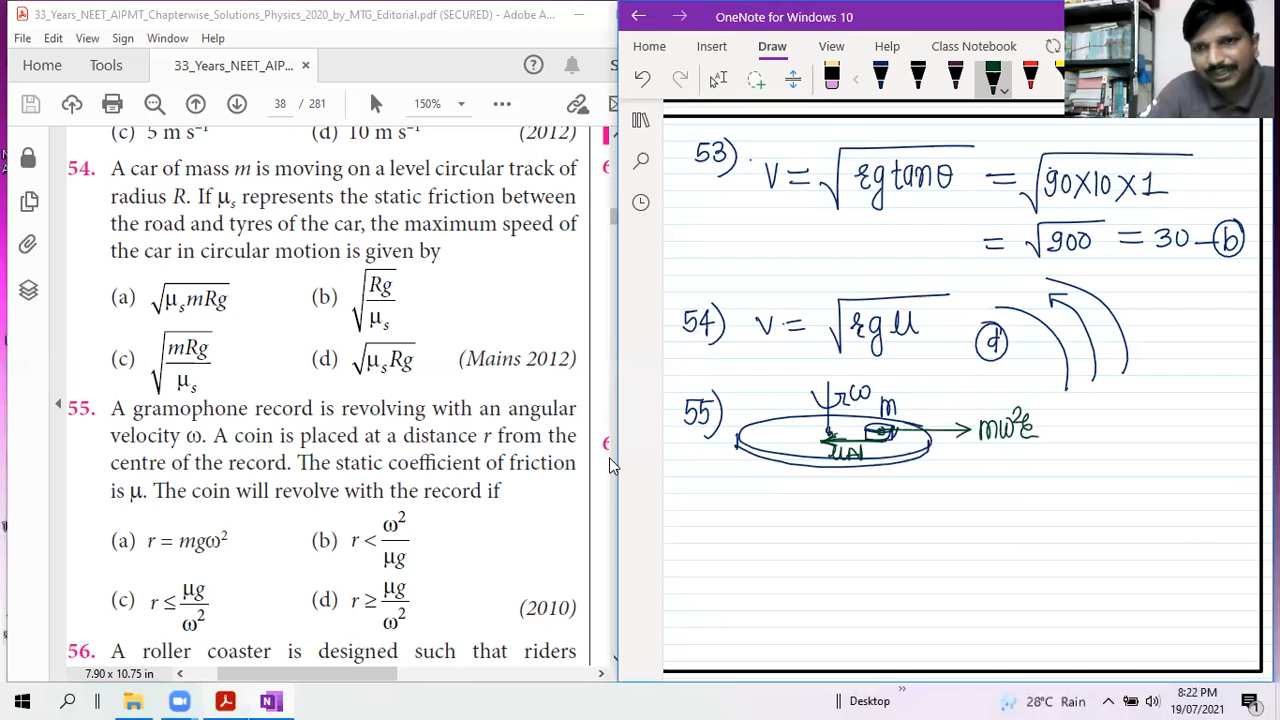 33_Years_NEET_AIPMT_Chapterwise_Solutions_Physics_2020_by_MTG_Editorial.pdf (SECURED) - Adobe A...
File Edit View Sign Window Help
Home Tools 33_Years_NEET_AIP...
38 / 281 150%
(c) 5 m s⁻¹ (d) 10 m s⁻¹ (2012)
54. A car of mass m is moving on a level circular track of
radius R. If μₛ represents the static friction between
the road and tyres of the car, the maximum speed of
the car in circular motion is given by
(a) √(μₛmRg) (b) √(Rg/μₛ)
(c) √(mRg/μₛ) (d) √(μₛRg) (Mains 2012)
55. A gramophone record is revolving with an angular
velocity ω. A coin is placed at a distance r from the
centre of the record. The static coefficient of friction
is μ. The coin will revolve with the record if
(a) r = mgω² (b) r < ω²/μg
(c) r ≤ μg/ω² (d) r ≥ μg/ω² (2010)
56. A roller coaster is designed such that riders
7.90 x 10.75 in
OneNote for Windows 10
Home Insert Draw View Help Class Notebook
53) V = √(rg tanθ) = √(90×10×1
= √900 = 30 – b
54) v = √(rgμ) d
55) rω m
mω²r
μN
Desktop 28°C Rain 8:22 PM
19/07/2021